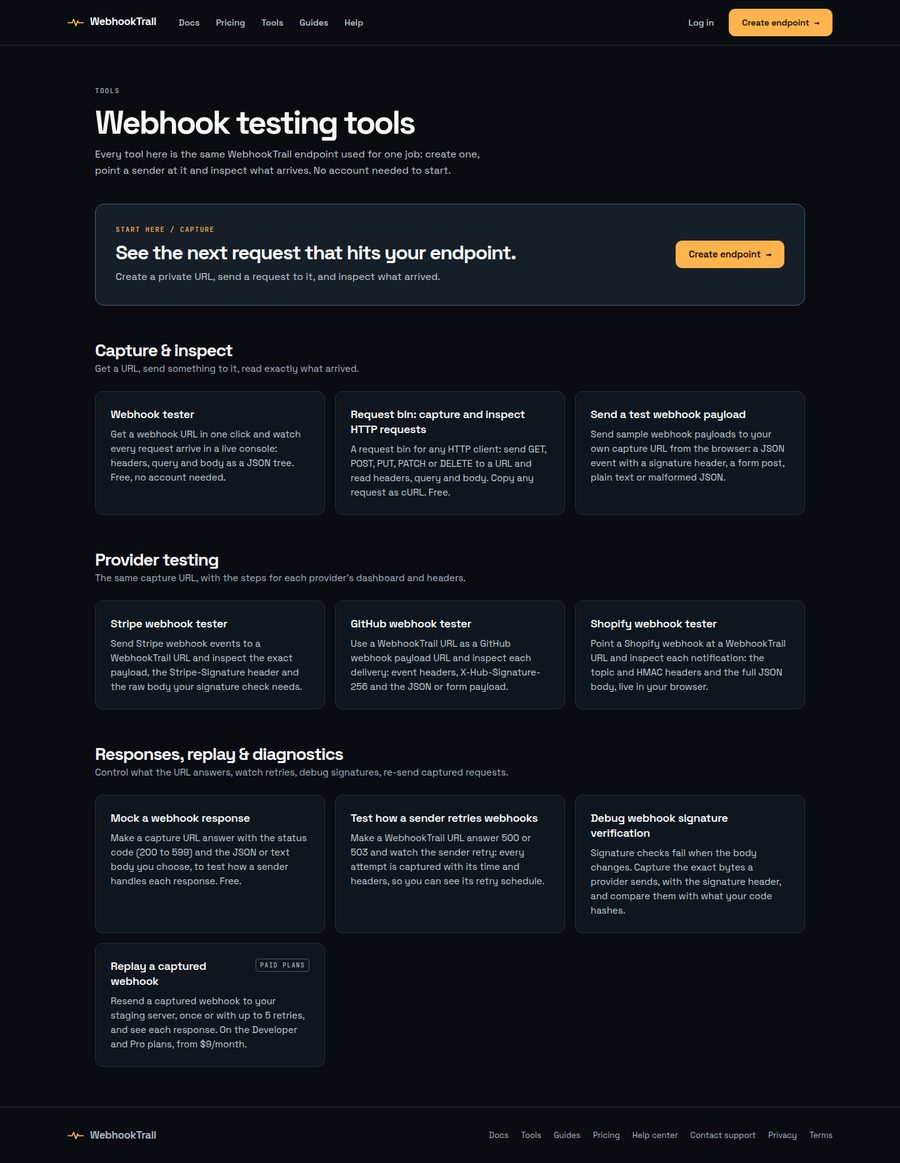 WebhookTrail Docs Pricing Tools Guides Help Log in Create endpoint →
TOOLS
Webhook testing tools
Every tool here is the same WebhookTrail endpoint used for one job: create one,
point a sender at it and inspect what arrives. No account needed to start.
START HERE / CAPTURE
See the next request that hits your endpoint.
Create a private URL, send a request to it, and inspect what arrived.
Create endpoint →
Capture & inspect
Get a URL, send something to it, read exactly what arrived.
Webhook tester
Get a webhook URL in one click and watch
every request arrive in a live console:
headers, query and body as a JSON tree.
Free, no account needed.
Request bin: capture and inspect
HTTP requests
A request bin for any HTTP client: send GET,
POST, PUT, PATCH or DELETE to a URL and
read headers, query and body. Copy any
request as cURL. Free.
Send a test webhook payload
Send sample webhook payloads to your
own capture URL from the browser: a JSON
event with a signature header, a form post,
plain text or malformed JSON.
Provider testing
The same capture URL, with the steps for each provider's dashboard and headers.
Stripe webhook tester
Send Stripe webhook events to a
WebhookTrail URL and inspect the exact
payload, the Stripe-Signature header and
the raw body your signature check needs.
GitHub webhook tester
Use a WebhookTrail URL as a GitHub
webhook payload URL and inspect each
delivery: event headers, X-Hub-Signature-
256 and the JSON or form payload.
Shopify webhook tester
Point a Shopify webhook at a WebhookTrail
URL and inspect each notification: the
topic and HMAC headers and the full JSON
body, live in your browser.
Responses, replay & diagnostics
Control what the URL answers, watch retries, debug signatures, re-send captured requests.
Mock a webhook response
Make a capture URL answer with the status
code (200 to 599) and the JSON or text
body you choose, to test how a sender
handles each response. Free.
Test how a sender retries webhooks
Make a WebhookTrail URL answer 500 or
503 and watch the sender retry: every
attempt is captured with its time and
headers, so you can see its retry schedule.
Debug webhook signature
verification
Signature checks fail when the body
changes. Capture the exact bytes a
provider sends, with the signature header,
and compare them with what your code
hashes.
Replay a captured
webhook
PAID PLANS
Resend a captured webhook to your
staging server, once or with up to 5 retries,
and see each response. On the Developer
and Pro plans, from $9/month.
WebhookTrail Docs Tools Guides Pricing Help center Contact support Privacy Terms